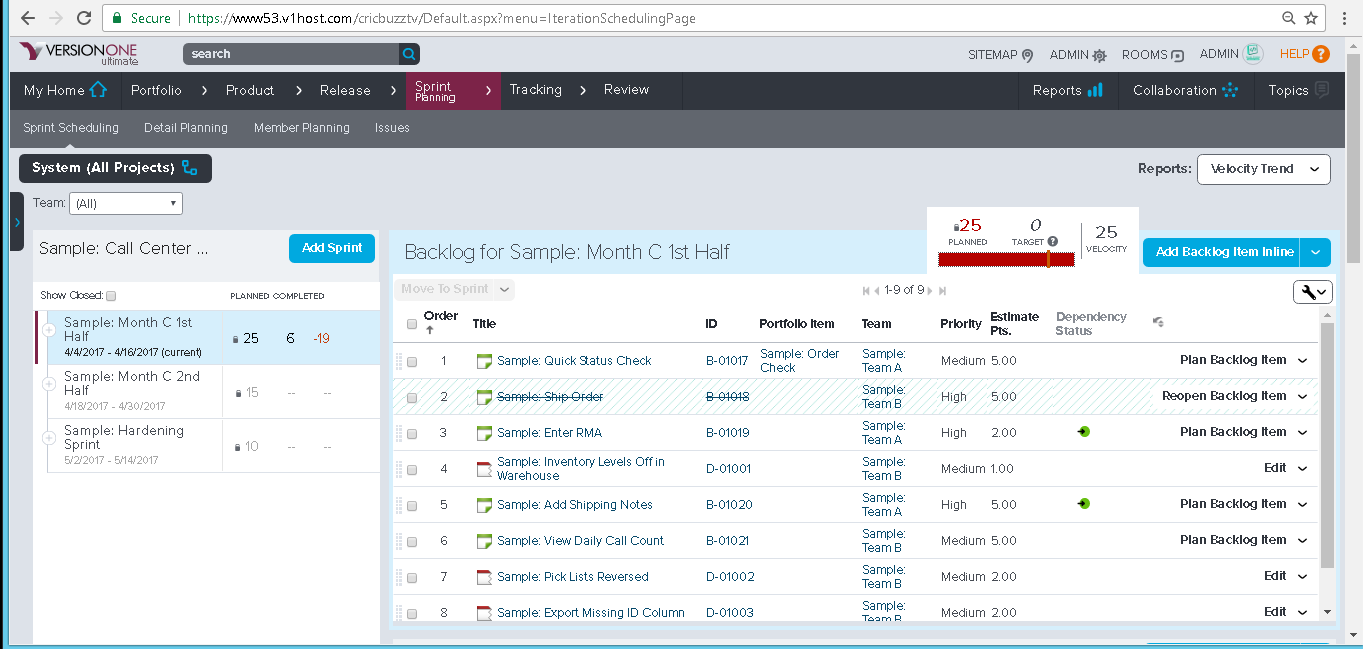 Secure https://www53.v1host.com/cricbuzztv/Default.aspx?menu=IterationSchedulingPage
VERSIONONE
ultimate
search
SITEMAP ADMIN ROOMS ADMIN HELP ?
My Home Portfolio Product Release Sprint Planning Tracking Review Reports Collaboration Topics
Sprint Scheduling Detail Planning Member Planning Issues
System (All Projects)
Reports: Velocity Trend
Team: (All)
Sample: Call Center ... Add Sprint
Show Closed: PLANNED COMPLETED
Sample: Month C 1st
Half
4/4/2017 - 4/16/2017 (current)
25 6 -19
Sample: Month C 2nd
Half
4/18/2017 - 4/30/2017
15 -- --
Sample: Hardening
Sprint
5/2/2017 - 5/14/2017
10 -- --
Backlog for Sample: Month C 1st Half
25 0 25
PLANNED TARGET ? VELOCITY
Add Backlog Item Inline
Move To Sprint
1-9 of 9
Order Title ID Portfolio Item Team Priority Estimate Pts. Dependency Status
1 Sample: Quick Status Check B-01017 Sample: Order Check Sample: Team A Medium 5.00 Plan Backlog Item
2 Sample: Ship Order B-01018 Sample: Team B High 5.00 Reopen Backlog Item
3 Sample: Enter RMA B-01019 Sample: Team A High 2.00 Plan Backlog Item
4 Sample: Inventory Levels Off in Warehouse D-01001 Sample: Team B Medium 1.00 Edit
5 Sample: Add Shipping Notes B-01020 Sample: Team A High 5.00 Plan Backlog Item
6 Sample: View Daily Call Count B-01021 Sample: Team B Medium 5.00 Plan Backlog Item
7 Sample: Pick Lists Reversed D-01002 Sample: Team B Medium 2.00 Edit
8 Sample: Export Missing ID Column D-01003 Sample: Team B Medium 2.00 Edit